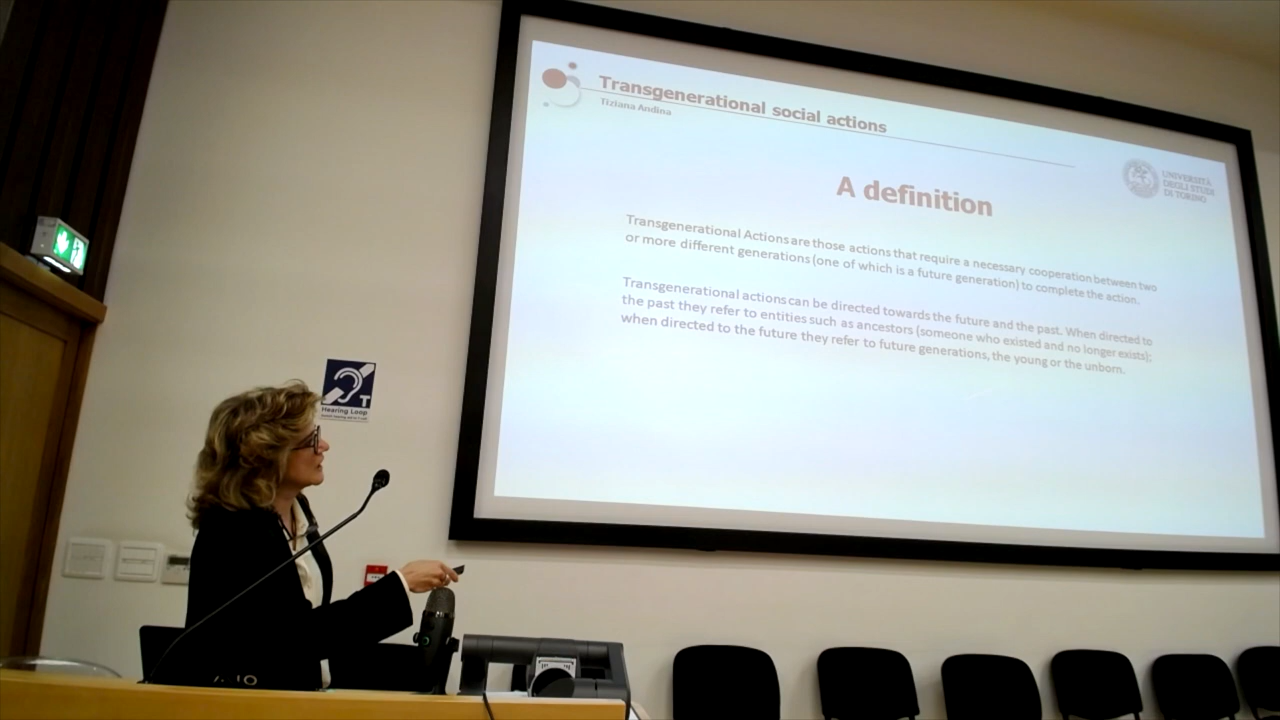 Transgenerational social actions
Tiziana Andina
UNIVERSITÀ
DEGLI STUDI
DI TORINO
A definition
Transgenerational Actions are those actions that require a necessary cooperation between two
or more different generations (one of which is a future generation) to complete the action.
Transgenerational actions can be directed towards the future and the past. When directed to
the past they refer to entities such as ancestors (someone who existed and no longer exists);
when directed to the future they refer to future generations, the young or the unborn.
T
Hearing Loop